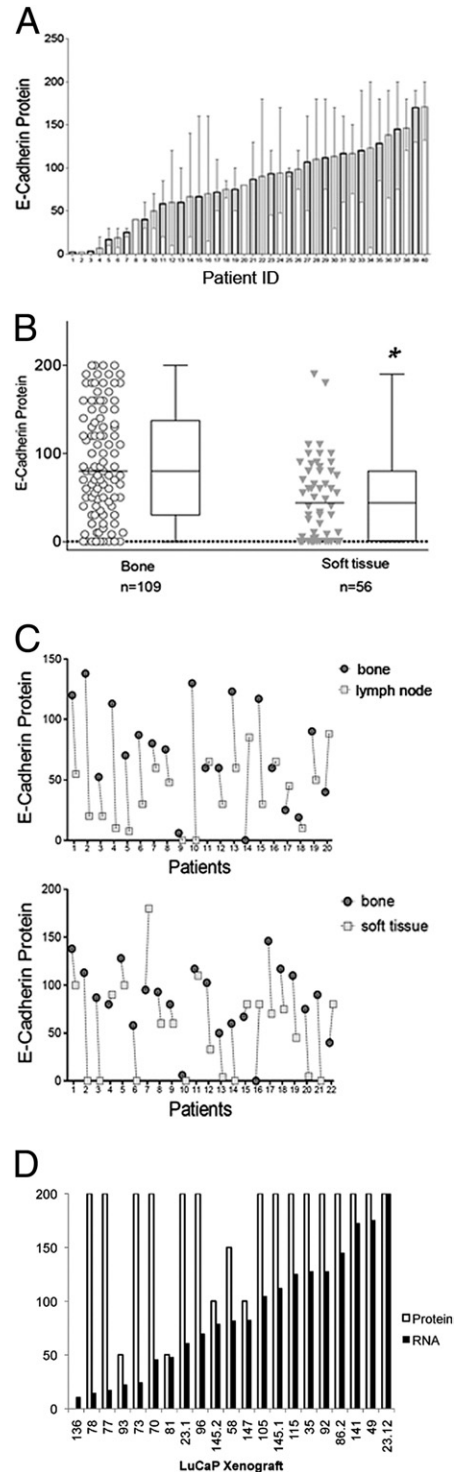 A
E-Cadherin Protein
250
200
150
100
50
0
1 2 3 4 5 6 7 8 9 10 11 12 13 14 15 16 17 18 19 20 21 22 23 24 25 26 27 28 29 30 31 32 33 34 35 36 37 38 39 40
Patient ID
B
E-Cadherin Protein
200
100
0
*
Bone
Soft tissue
n=109
n=56
C
E-Cadherin Protein
150
100
50
0
bone
lymph node
1 2 3 4 5 6 7 8 9 10 11 12 13 14 15 16 17 18 19 20
Patients
E-Cadherin Protein
200
150
100
50
0
bone
soft tissue
1 2 3 4 5 6 7 8 9 10 11 12 13 14 15 16 17 18 19 20 21 22
Patients
D
200
150
100
50
0
Protein
RNA
136 78 77 93 73 70 81 23.1 96 145.2 58 147 105 145.1 115 35 92 86.2 141 49 23.12
LuCaP Xenograft